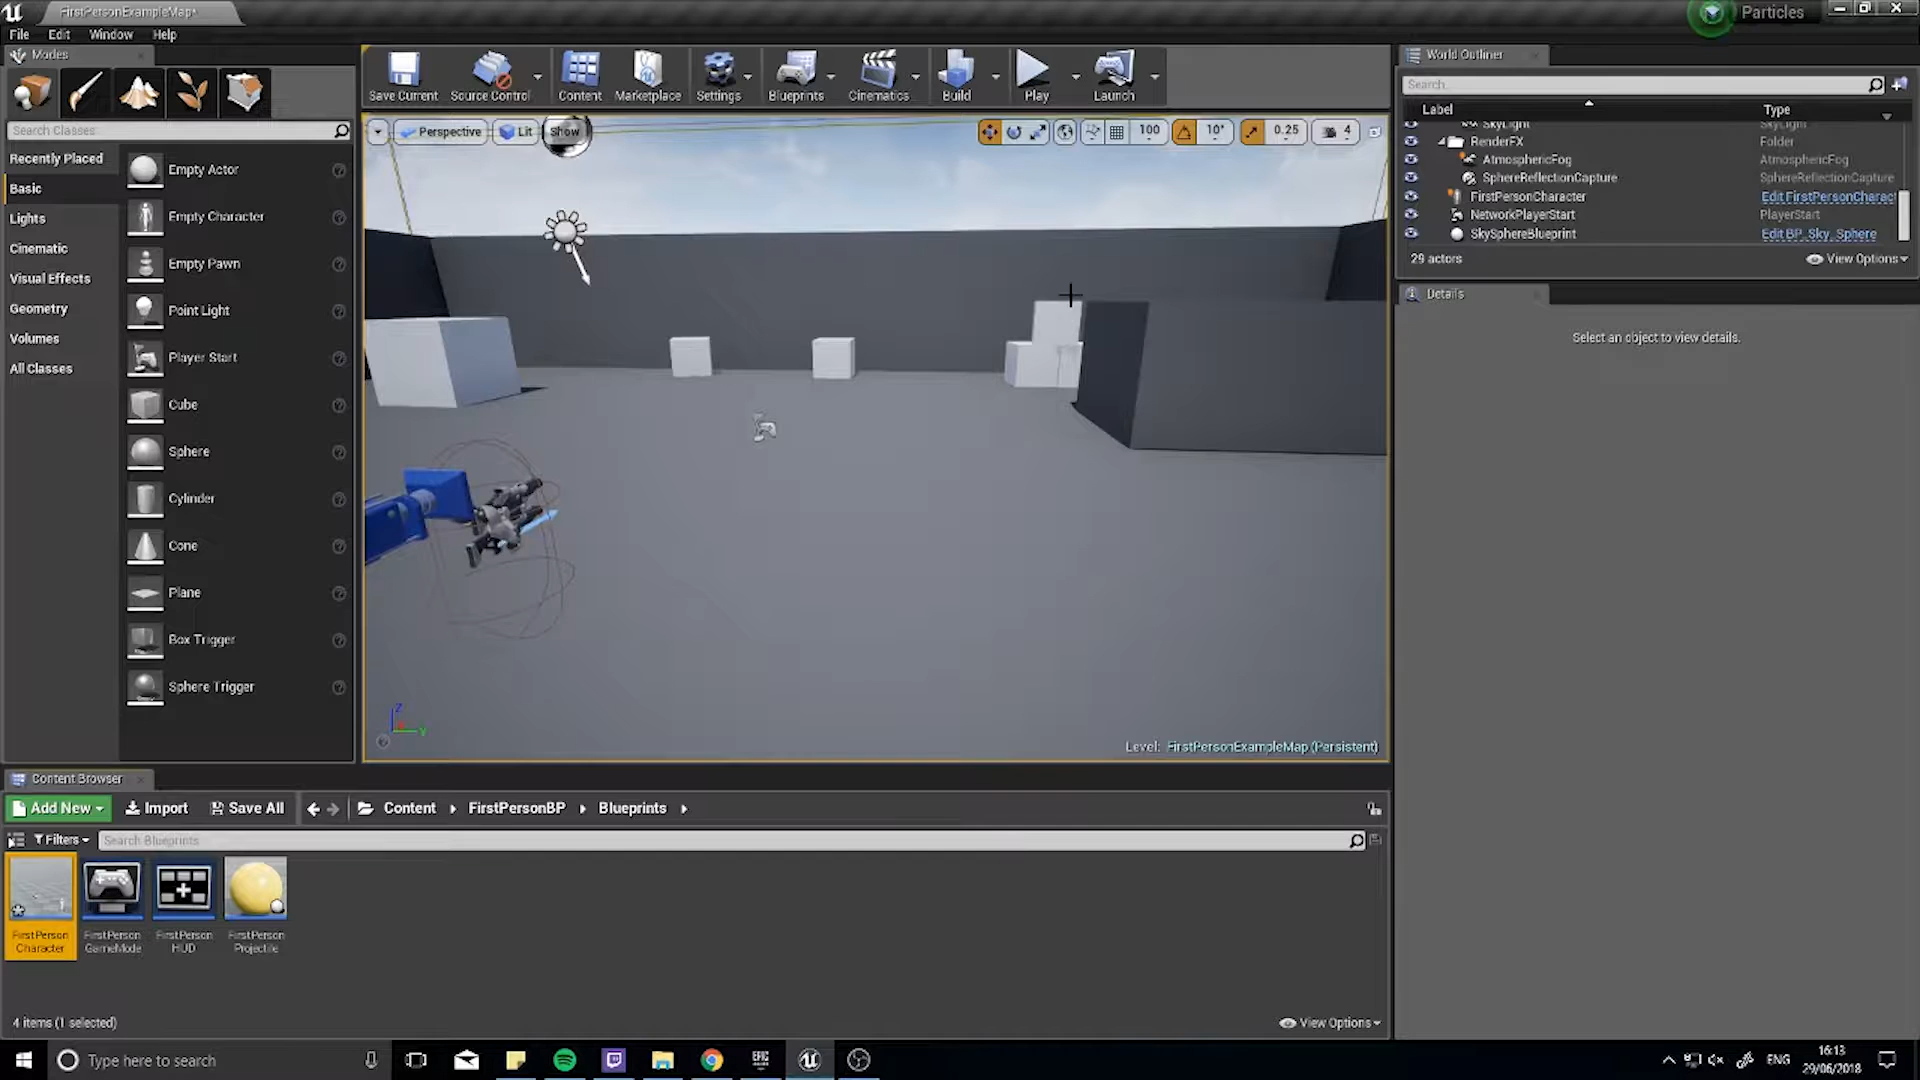 FirstPersonExampleMap*
Particles
File Edit Window Help
Modes
Search Classes
Recently Placed
Basic
Lights
Cinematic
Visual Effects
Geometry
Volumes
All Classes
Empty Actor
Empty Character
Empty Pawn
Point Light
Player Start
Cube
Sphere
Cylinder
Cone
Plane
Box Trigger
Sphere Trigger
Save Current Source Control Content Marketplace Settings Blueprints Cinematics Build Play Launch
Perspective Lit Show 100 10° 0.25 4
Z
Y
Level: FirstPersonExampleMap (Persistent)
World Outliner
Search...
Label Type
SkyLight SkyLight
RenderFX Folder
AtmosphericFog AtmosphericFog
SphereReflectionCapture SphereReflectionCapture
FirstPersonCharacter Edit FirstPersonCharact
NetworkPlayerStart PlayerStart
SkySphereBlueprint Edit BP_Sky_Sphere
29 actors View Options
Details
Select an object to view details.
Content Browser
Add New Import Save All Content FirstPersonBP Blueprints
Filters Search Blueprints
FirstPerson Character
FirstPerson GameMode
FirstPerson HUD
FirstPerson Projectile
4 items (1 selected) View Options
Type here to search
EPIC
ENG
16:13
29/06/2018